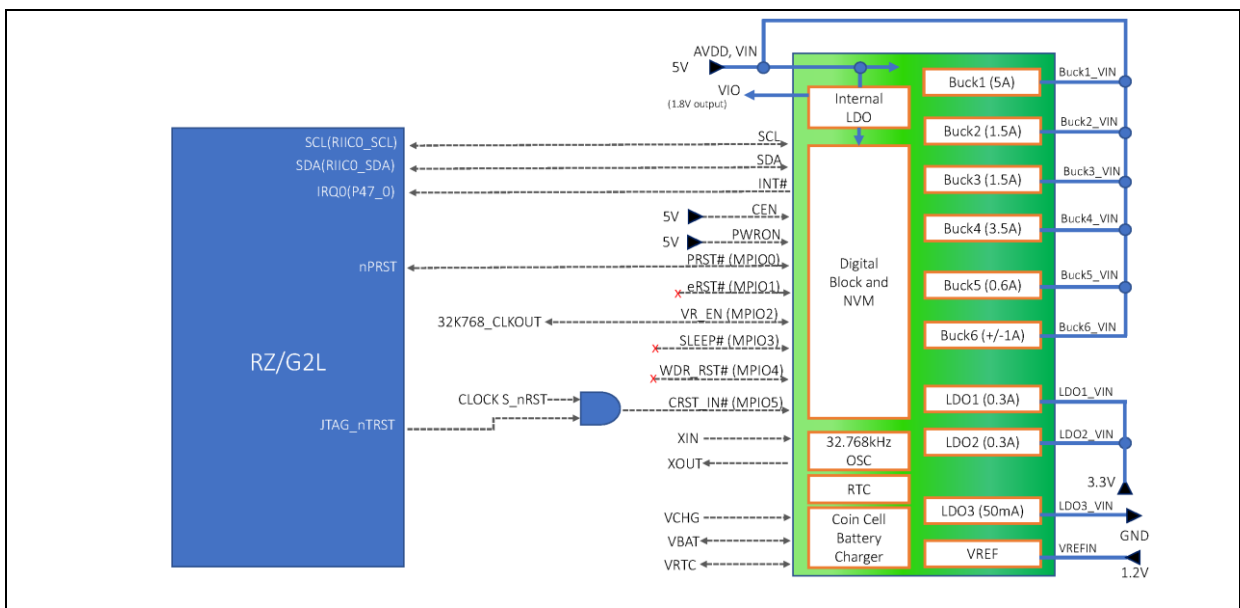 AVDD, VIN
5V
VIO
(1.8V output)
Internal
LDO
Buck1 (5A)
Buck1_VIN
Buck2 (1.5A)
Buck2_VIN
Buck3 (1.5A)
Buck3_VIN
Buck4 (3.5A)
Buck4_VIN
Buck5 (0.6A)
Buck5_VIN
Buck6 (+/-1A)
Buck6_VIN
LDO1 (0.3A)
LDO1_VIN
LDO2 (0.3A)
LDO2_VIN
3.3V
LDO3 (50mA)
LDO3_VIN
GND
VREF
VREFIN
1.2V
Digital
Block and
NVM
32.768kHz
OSC
RTC
Coin Cell
Battery
Charger
SCL(RIIC0_SCL)
SCL
SDA(RIIC0_SDA)
SDA
IRQ0(P47_0)
INT#
5V
CEN
5V
PWRON
nPRST
PRST# (MPIO0)
eRST# (MPIO1)
32K768_CLKOUT
VR_EN (MPIO2)
SLEEP# (MPIO3)
RZ/G2L
WDR_RST# (MPIO4)
CLOCK S_nRST
CRST_IN# (MPIO5)
JTAG_nTRST
XIN
XOUT
VCHG
VBAT
VRTC